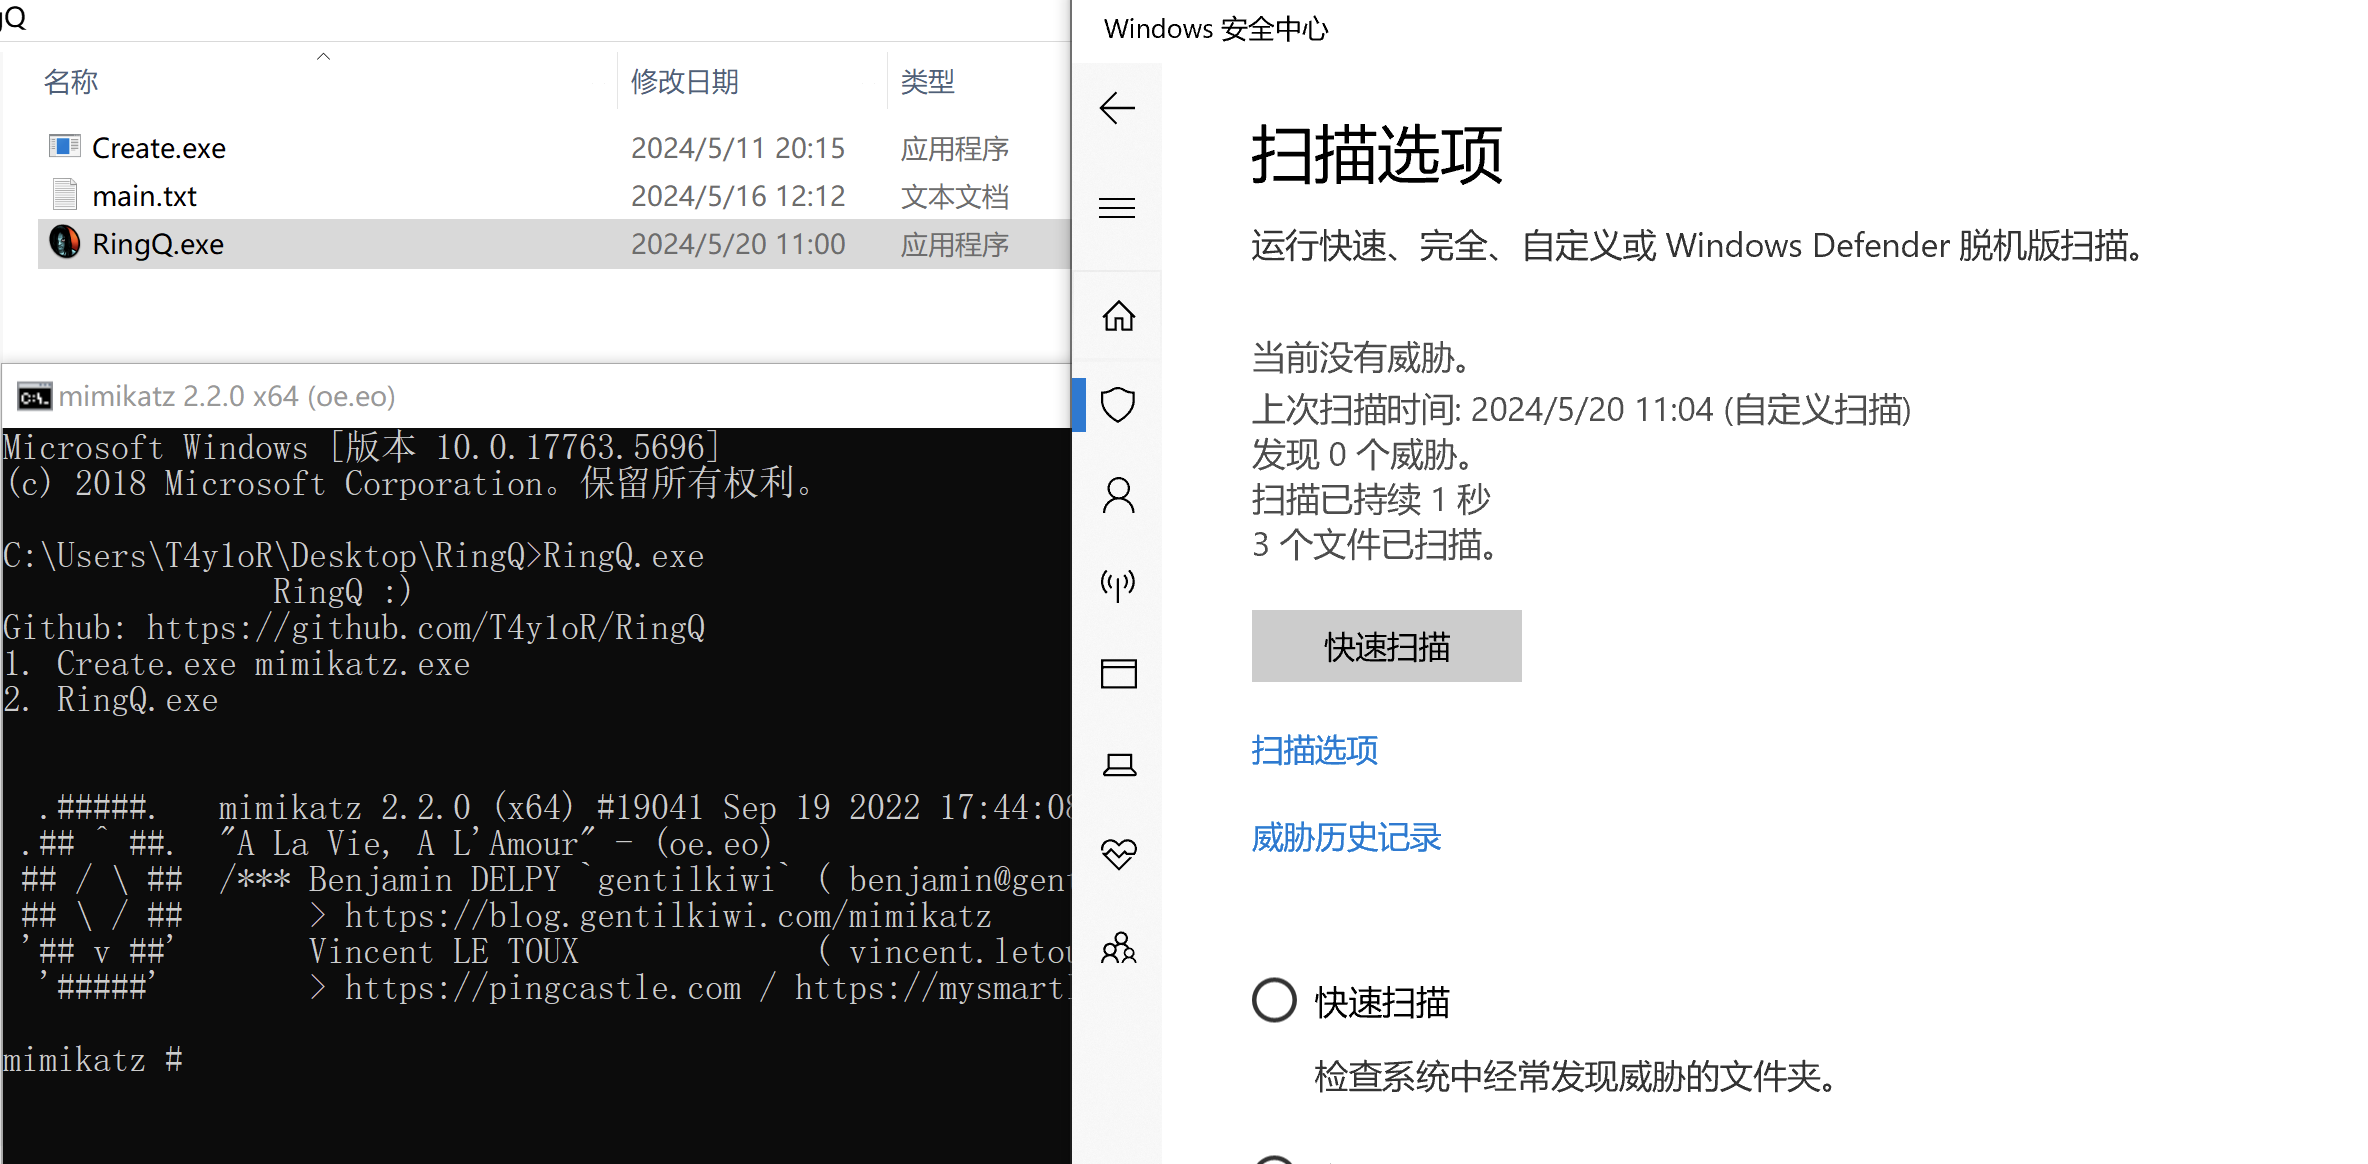 Q
名称 修改日期 类型
Create.exe 2024/5/11 20:15 应用程序
main.txt 2024/5/16 12:12 文本文档
RingQ.exe 2024/5/20 11:00 应用程序
mimikatz 2.2.0 x64 (oe.eo)
Microsoft Windows [版本 10.0.17763.5696]
(c) 2018 Microsoft Corporation。保留所有权利。
C:\Users\T4y1oR\Desktop\RingQ>RingQ.exe
RingQ :)
Github: https://github.com/T4y1oR/RingQ
1. Create.exe mimikatz.exe
2. RingQ.exe
.#####. mimikatz 2.2.0 (x64) #19041 Sep 19 2022 17:44:08
.## ^ ##. "A La Vie, A L'Amour" - (oe.eo)
## / \ ## /*** Benjamin DELPY `gentilkiwi` ( benjamin@gent
## \ / ## > https://blog.gentilkiwi.com/mimikatz
'## v ##' Vincent LE TOUX ( vincent.letou
'#####' > https://pingcastle.com / https://mysmartl
mimikatz #
Windows 安全中心
扫描选项
运行快速、完全、自定义或 Windows Defender 脱机版扫描。
当前没有威胁。
上次扫描时间: 2024/5/20 11:04 (自定义扫描)
发现 0 个威胁。
扫描已持续 1 秒
3 个文件已扫描。
快速扫描
扫描选项
威胁历史记录
快速扫描
检查系统中经常发现威胁的文件夹。